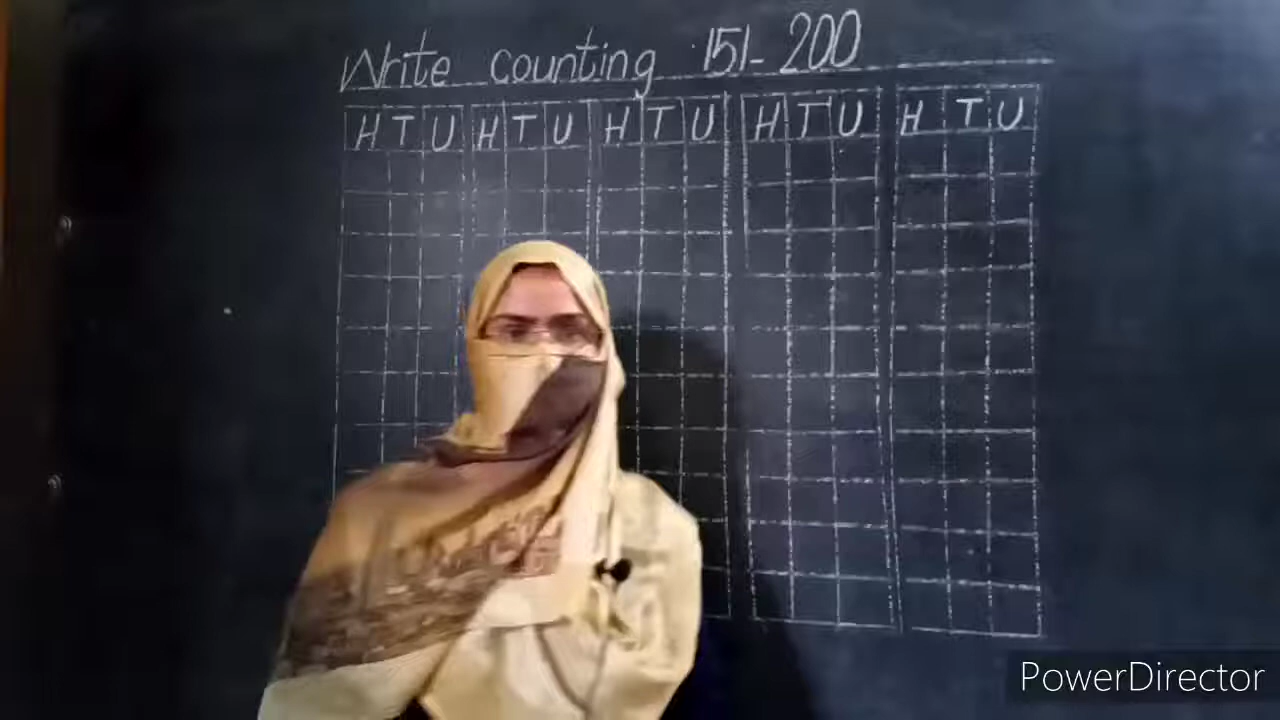 Write counting 151-200
H T U H T U H T U H T U H T U
PowerDirector